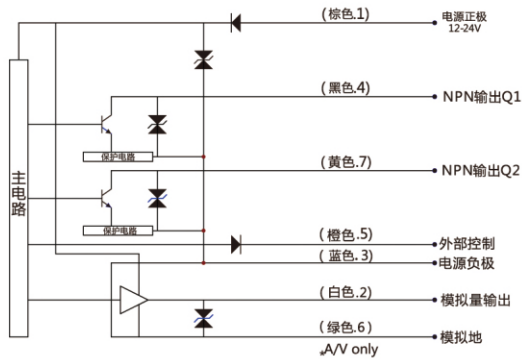 (棕色.1)
电源正极
12-24V
(黑色.4)
NPN输出Q1
保护电路
(黄色.7)
NPN输出Q2
主电路
保护电路
(橙色.5)
外部控制
(蓝色.3)
电源负极
(白色.2)
模拟量输出
(绿色.6)
模拟地
*A/V only